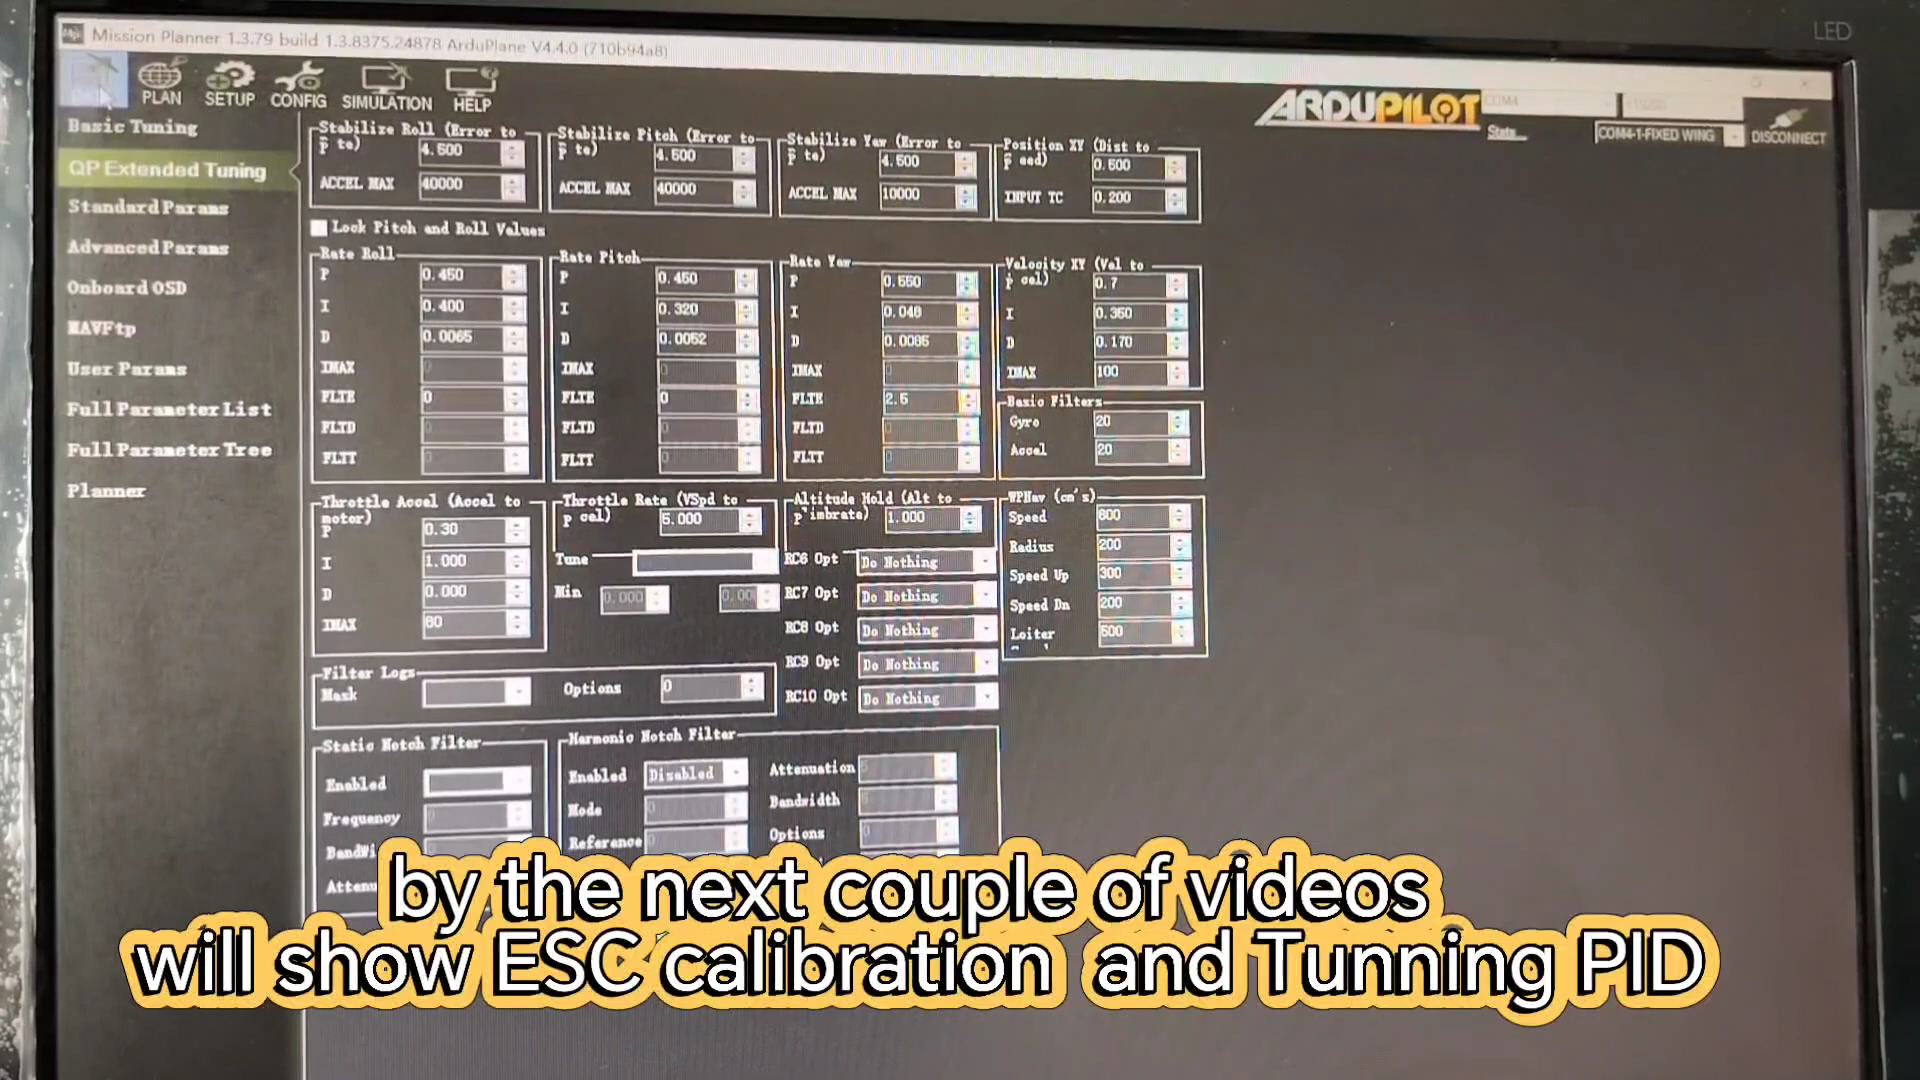 LED
Mission Planner 1.3.79 build 1.3.8375.24878 ArduPlane V4.4.0 (710b94a8)
PLAN SETUP CONFIG SIMULATION HELP
ARDUPILOT
COM4
Stats...
COM4-1-FIXED WING
DISCONNECT
Basic Tuning
QP Extended Tuning
Standard Params
Advanced Params
Onboard OSD
MAVFtp
User Params
Full Parameter List
Full Parameter Tree
Planner
Stabilize Roll (Error to
4.500
ACCEL MAX 40000
Stabilize Pitch (Error to
4.500
ACCEL MAX 40000
Stabilize Yaw (Error to
4.500
ACCEL MAX 10000
Position XY (Dist to
0.500
INPUT TC 0.200
Lock Pitch and Roll Values
Rate Roll
P 0.450
I 0.400
D 0.0065
IMAX 0
FLTE 0
FLTD
FLTT
Rate Pitch
P 0.450
I 0.320
D 0.0052
IMAX 0
FLTE 0
FLTD
FLTT
Rate Yaw
P 0.550
I 0.048
D 0.0085
IMAX
FLTE 2.5
FLTD
FLTT
Velocity XY (Vel to
0.7
I 0.350
D 0.170
IMAX 100
Basic Filters
Gyro 20
Accel 20
Throttle Accel (Accel to
motor)
P 0.30
I 1.000
D 0.000
IMAX 80
Throttle Rate (VSpd to
5.000
Altitude Hold (Alt to
1.000
WPNav (cm's)
Speed 800
Radius 200
Speed Up 300
Speed Dn 200
Loiter 500
Tune
Min 0.000
RC6 Opt Do Nothing
RC7 Opt Do Nothing
RC8 Opt Do Nothing
RC9 Opt Do Nothing
RC10 Opt Do Nothing
Filter Logs
Mask
Options 0
Static Notch Filter
Enabled
Frequency
Harmonic Notch Filter
Enabled Disabled
Mode 0
Reference 0
Attenuation
Bandwidth
Options 0
by the next couple of videos
will show ESC calibration and Tunning PID